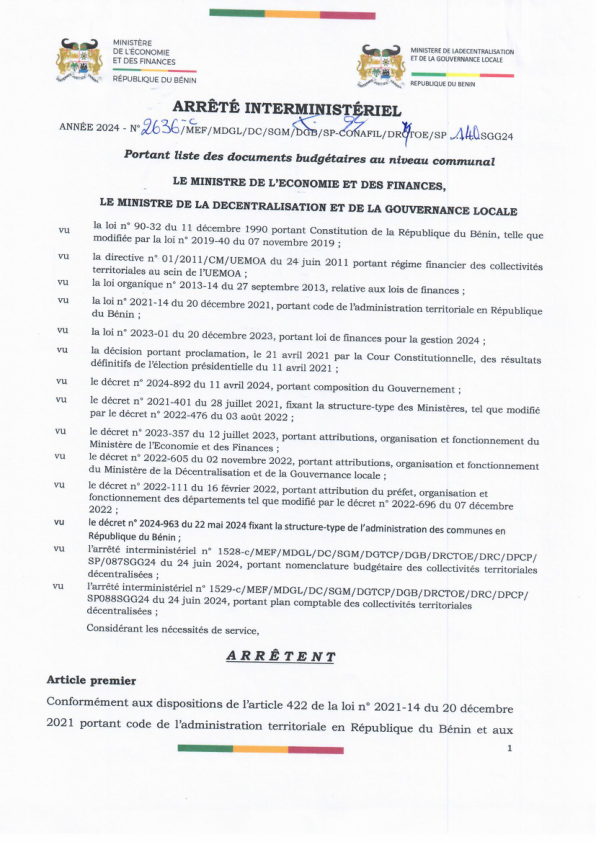 MINISTÈRE
DE L'ÉCONOMIE
ET DES FINANCES
RÉPUBLIQUE DU BÉNIN
MINISTERE DE LADECENTRALISATION
ET DE LA GOUVERNANCE LOCALE
REPUBLIQUE DU BENIN
ARRÊTÉ INTERMINISTÉRIEL
ANNÉE 2024 - N° 2636-c/MEF/MDGL/DC/SGM/DGB/SP-CONAFIL/DRCTOE/SP 140SGG24
Portant liste des documents budgétaires au niveau communal
LE MINISTRE DE L'ECONOMIE ET DES FINANCES,
LE MINISTRE DE LA DECENTRALISATION ET DE LA GOUVERNANCE LOCALE
vu la loi n° 90-32 du 11 décembre 1990 portant Constitution de la République du Bénin, telle que
modifiée par la loi n° 2019-40 du 07 novembre 2019 ;
vu la directive n° 01/2011/CM/UEMOA du 24 juin 2011 portant régime financier des collectivités
territoriales au sein de l'UEMOA ;
vu la loi organique n° 2013-14 du 27 septembre 2013, relative aux lois de finances ;
vu la loi n° 2021-14 du 20 décembre 2021, portant code de l'administration territoriale en République
du Bénin ;
vu la loi n° 2023-01 du 20 décembre 2023, portant loi de finances pour la gestion 2024 ;
vu la décision portant proclamation, le 21 avril 2021 par la Cour Constitutionnelle, des résultats
définitifs de l'élection présidentielle du 11 avril 2021 ;
vu le décret n° 2024-892 du 11 avril 2024, portant composition du Gouvernement ;
vu le décret n° 2021-401 du 28 juillet 2021, fixant la structure-type des Ministères, tel que modifié
par le décret n° 2022-476 du 03 août 2022 ;
vu le décret n° 2023-357 du 12 juillet 2023, portant attributions, organisation et fonctionnement du
Ministère de l'Economie et des Finances ;
vu le décret n° 2022-605 du 02 novembre 2022, portant attributions, organisation et fonctionnement
du Ministère de la Décentralisation et de la Gouvernance locale ;
vu le décret n° 2022-111 du 16 février 2022, portant attribution du préfet, organisation et
fonctionnement des départements tel que modifié par le décret n° 2022-696 du 07 décembre
2022 ;
vu le décret n° 2024-963 du 22 mai 2024 fixant la structure-type de l'administration des communes en
République du Bénin ;
vu l'arrêté interministériel n° 1528-c/MEF/MDGL/DC/SGM/DGTCP/DGB/DRCTOE/DRC/DPCP/
SP/087SGG24 du 24 juin 2024, portant nomenclature budgétaire des collectivités territoriales
décentralisées ;
vu l'arrêté interministériel n° 1529-c/MEF/MDGL/DC/SGM/DGTCP/DGB/DRCTOE/DRC/DPCP/
SP088SGG24 du 24 juin 2024, portant plan comptable des collectivités territoriales
décentralisées ;
Considérant les nécessités de service,
ARRÊTENT
Article premier
Conformément aux dispositions de l'article 422 de la loi n° 2021-14 du 20 décembre
2021 portant code de l'administration territoriale en République du Bénin et aux
1